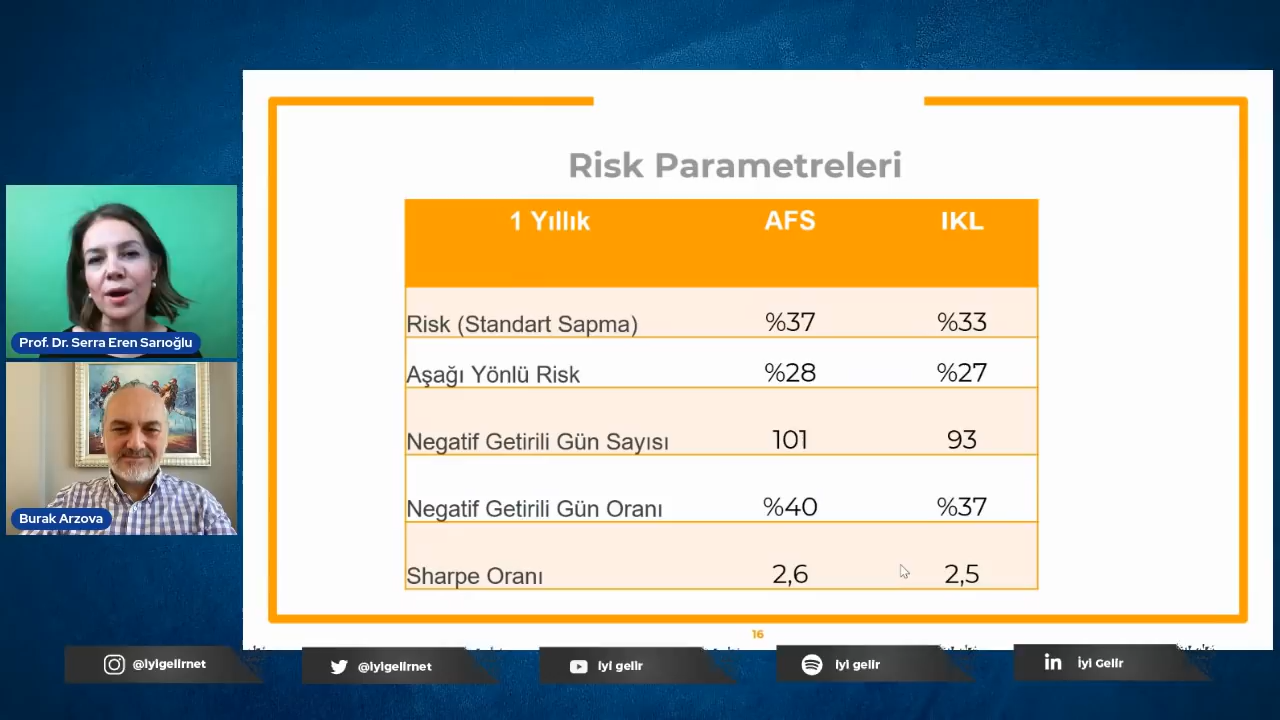 Risk Parametreleri
1 Yıllık AFS IKL
Risk (Standart Sapma) %37 %33
Aşağı Yönlü Risk %28 %27
Negatif Getirili Gün Sayısı 101 93
Negatif Getirili Gün Oranı %40 %37
Sharpe Oranı 2,6 2,5
16
Prof. Dr. Serra Eren Sarıoğlu
Burak Arzova
@iyigelirnet
@iyigelirnet
iyi gelir
iyi gelir
İyi Gelir